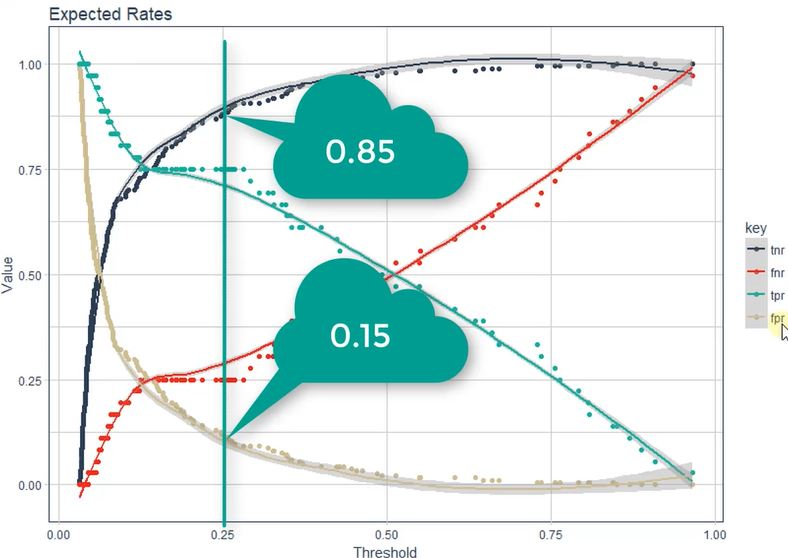 Expected Rates
1.00
0.75
0.50
0.25
0.00
Value
0.85
0.15
0.00
0.25
0.50
0.75
1.00
Threshold
key
tnr
fnr
tpr
fpr